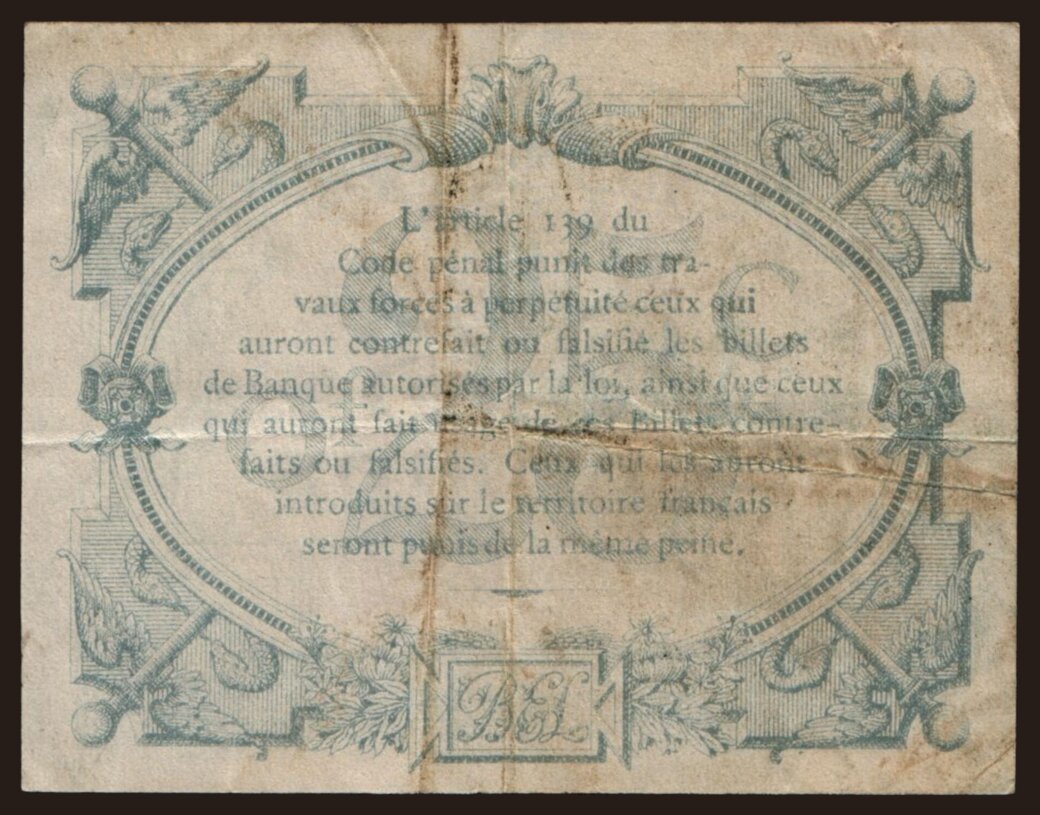 L'article 139 du
Code pénal punit des tra-
vaux forcés à perpétuité ceux qui
auront contrefait ou falsifié les billets
de Banque autorisés par la loi, ainsi que ceux
qui auront fait usage de ces billets contre-
faits ou falsifiés. Ceux qui les auront
introduits sur le territoire français
seront punis de la même peine.
25 C
OF